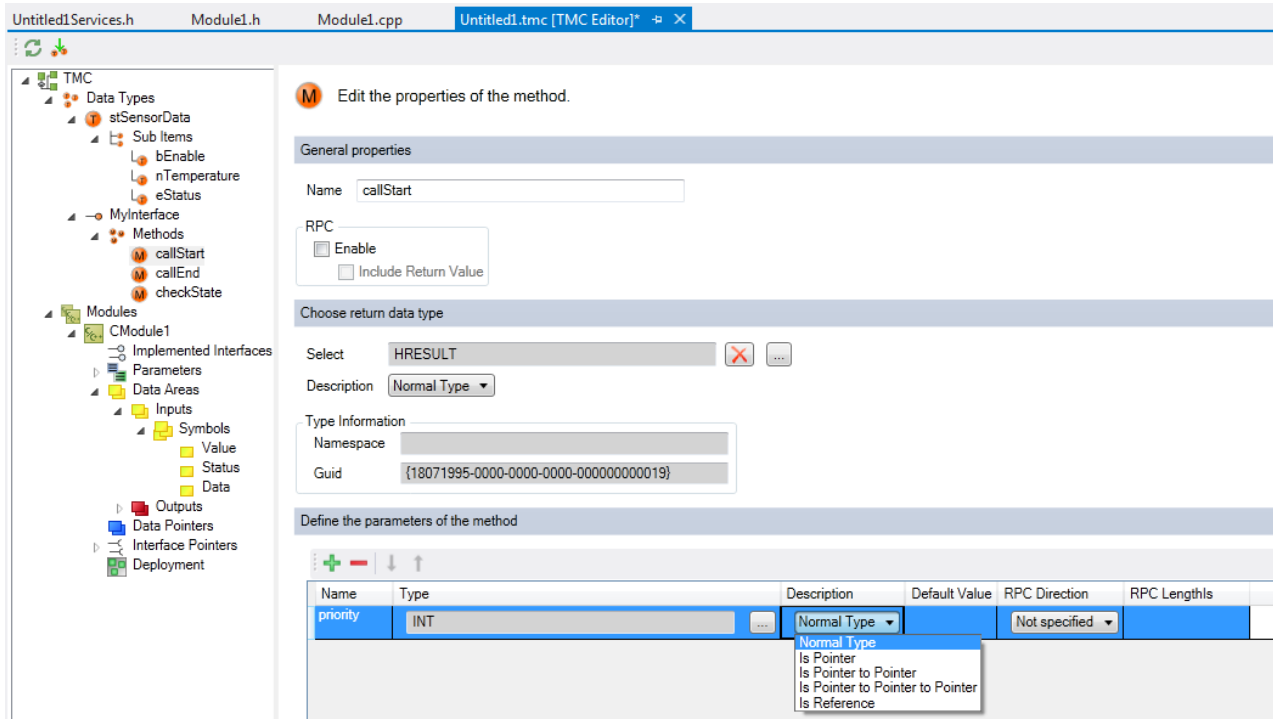 Untitled1Services.h Module1.h Module1.cpp Untitled1.tmc [TMC Editor]*
TMC
Data Types
stSensorData
Sub Items
bEnable
nTemperature
eStatus
MyInterface
Methods
callStart
callEnd
checkState
Modules
CModule1
Implemented Interfaces
Parameters
Data Areas
Inputs
Symbols
Value
Status
Data
Outputs
Data Pointers
Interface Pointers
Deployment
M Edit the properties of the method.
General properties
Name callStart
RPC
Enable
Include Return Value
Choose return data type
Select HRESULT ...
Description Normal Type
Type Information
Namespace
Guid {18071995-0000-0000-0000-000000000019}
Define the parameters of the method
Name Type Description Default Value RPC Direction RPC LengthIs
priority INT ... Normal Type Not specified
Normal Type
Is Pointer
Is Pointer to Pointer
Is Pointer to Pointer to Pointer
Is Reference